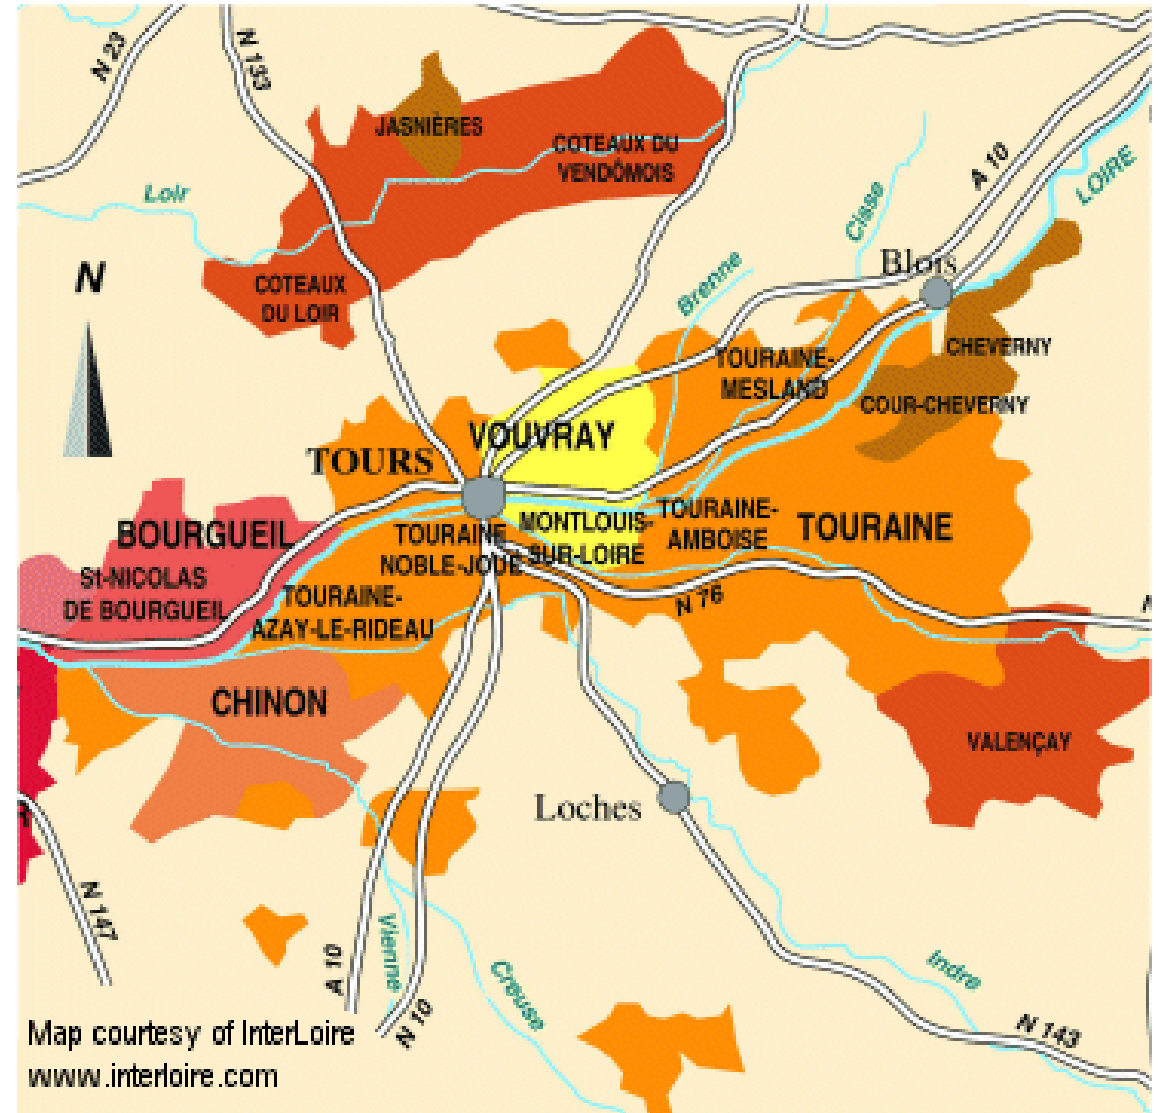 N 23
N 133
JASNIÈRES
COTEAUX DU
VENDÔMOIS
A 10
LOIRE
Loir
Cisse
Blois
Brenne
N
COTEAUX
DU LOIR
CHEVERNY
TOURAINE-
MESLAND
COUR-CHEVERNY
VOUVRAY
TOURS
BOURGUEIL
TOURAINE
NOBLE-JOUÉ
MONTLOUIS-
SUR-LOIRE
TOURAINE-
AMBOISE
TOURAINE
St-NICOLAS
DE BOURGUEIL
TOURAINE-
AZAY-LE-RIDEAU
N 76
CHINON
VALENÇAY
Loches
N 147
A 10
Vienne
N 10
Creuse
Indre
N 143
Map courtesy of InterLoire
www.interloire.com